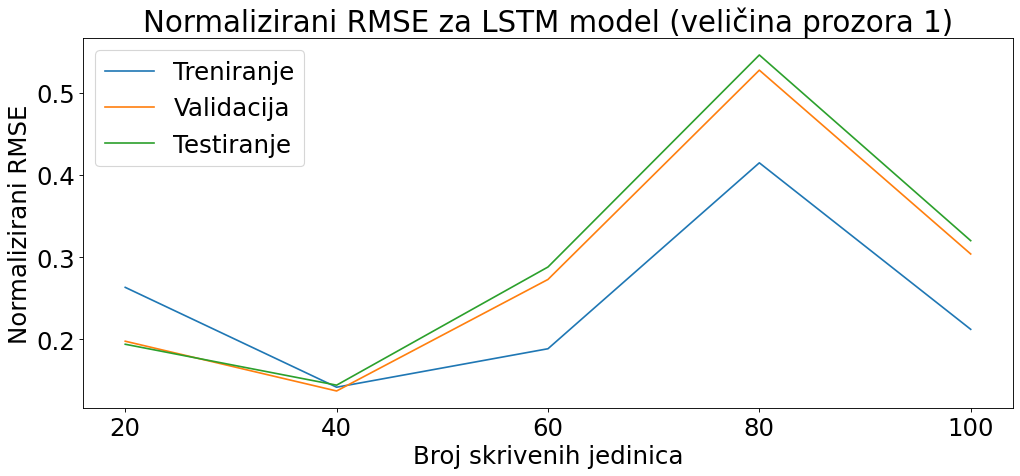 Normalizirani RMSE za LSTM model (veličina prozora 1)
Treniranje
Validacija
Testiranje
Normalizirani RMSE
0.5
0.4
0.3
0.2
20 40 60 80 100
Broj skrivenih jedinica